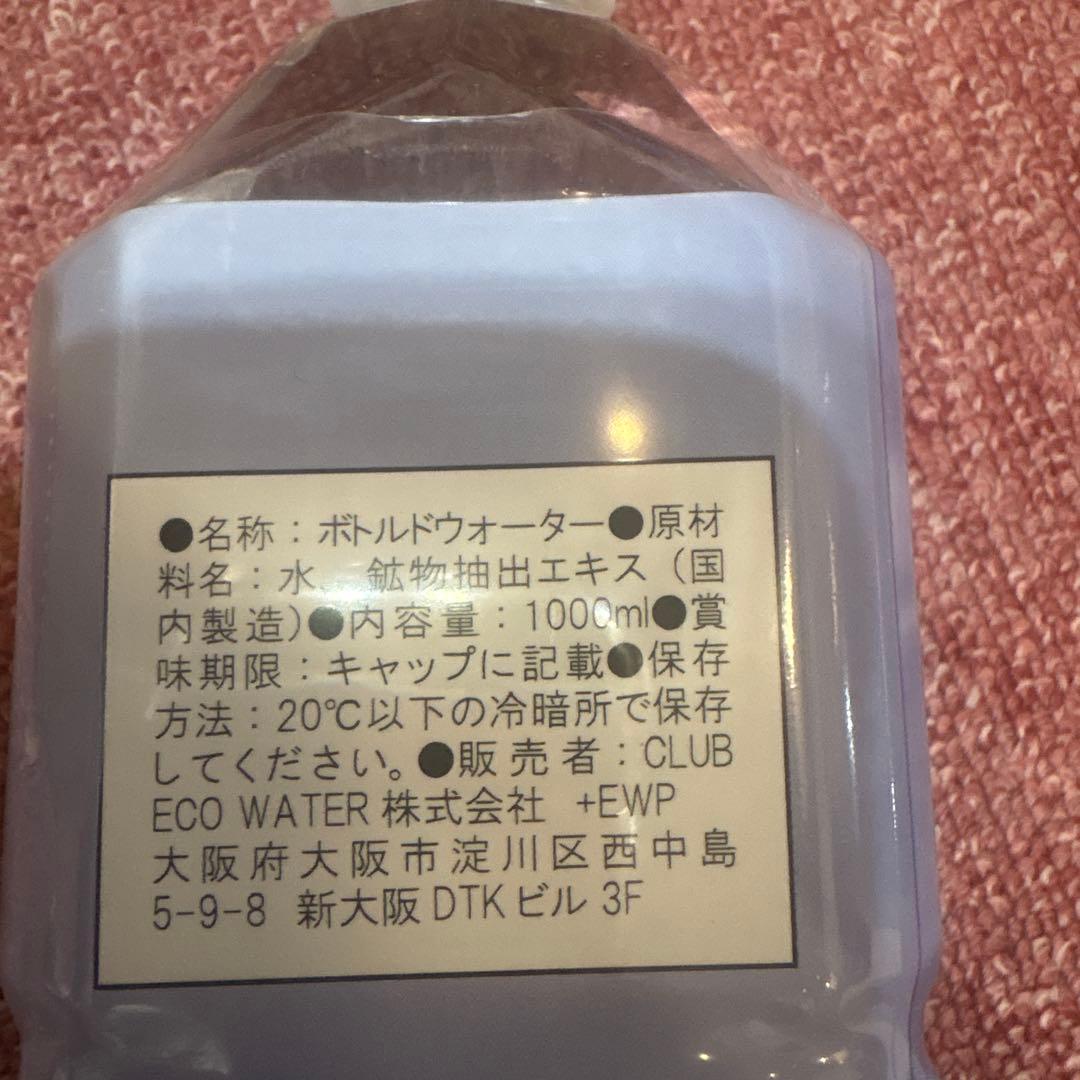 ●名称：ボトルドウォーター●原材
料名：水、鉱物抽出エキス（国
内製造）●内容量：1000ml●賞
味期限：キャップに記載●保存
方法：20℃以下の冷暗所で保存
してください。●販売者：CLUB
ECO WATER 株式会社 +EWP
大阪府大阪市淀川区西中島
5-9-8 新大阪DTKビル 3F